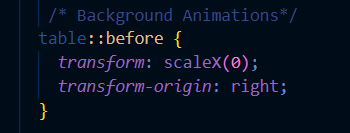 /* Background Animations*/
table::before {
transform: scaleX(0);
transform-origin: right;
}